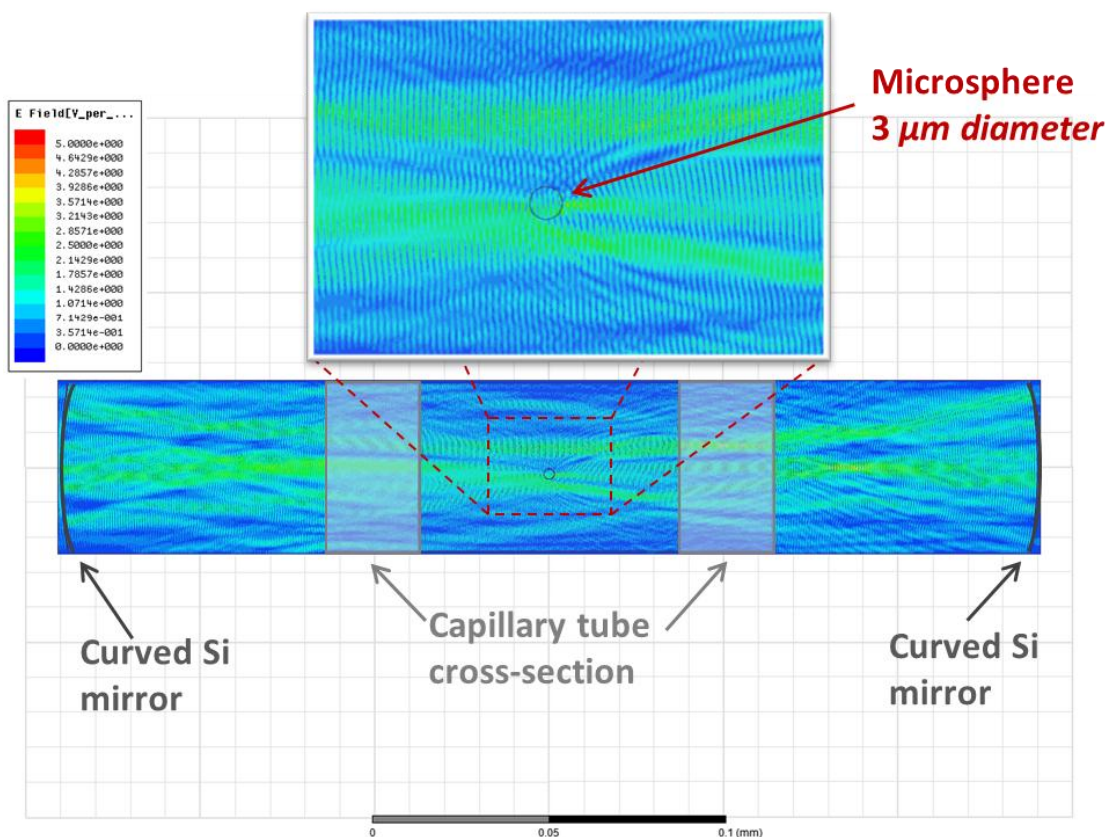 Microsphere
3 µm diameter
E Field[V_per_...
5.0000e+000
4.6429e+000
4.2857e+000
3.9286e+000
3.5714e+000
3.2143e+000
2.8571e+000
2.5000e+000
2.1429e+000
1.7857e+000
1.4286e+000
1.0714e+000
7.1429e-001
3.5714e-001
0.0000e+000
Curved Si
mirror
Capillary tube
cross-section
Curved Si
mirror
0 0.05 0.1 (mm)